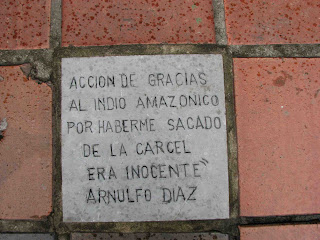 ACCION DE GRACIAS
AL INDIO AMAZONICO
POR HABERME SACADO
DE LA CARCEL
ERA INOCENTE"
ARNULFO DIAZ